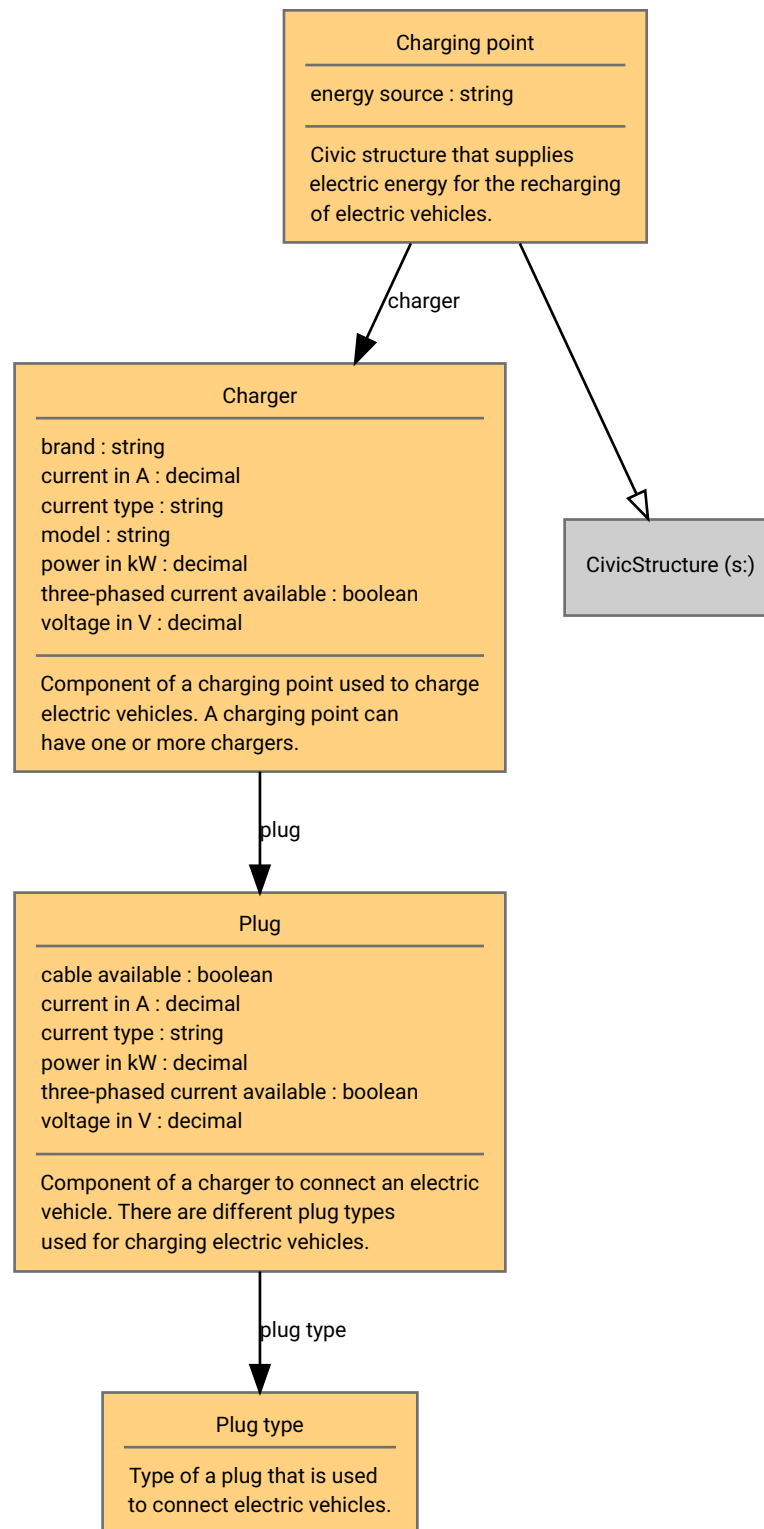 Charging point
energy source : string
Civic structure that supplies
electric energy for the recharging
of electric vehicles.
charger
Charger
brand : string
current in A : decimal
current type : string
model : string
power in kW : decimal
three-phased current available : boolean
voltage in V : decimal
Component of a charging point used to charge
electric vehicles. A charging point can
have one or more chargers.
CivicStructure (s:)
plug
Plug
cable available : boolean
current in A : decimal
current type : string
power in kW : decimal
three-phased current available : boolean
voltage in V : decimal
Component of a charger to connect an electric
vehicle. There are different plug types
used for charging electric vehicles.
plug type
Plug type
Type of a plug that is used
to connect electric vehicles.